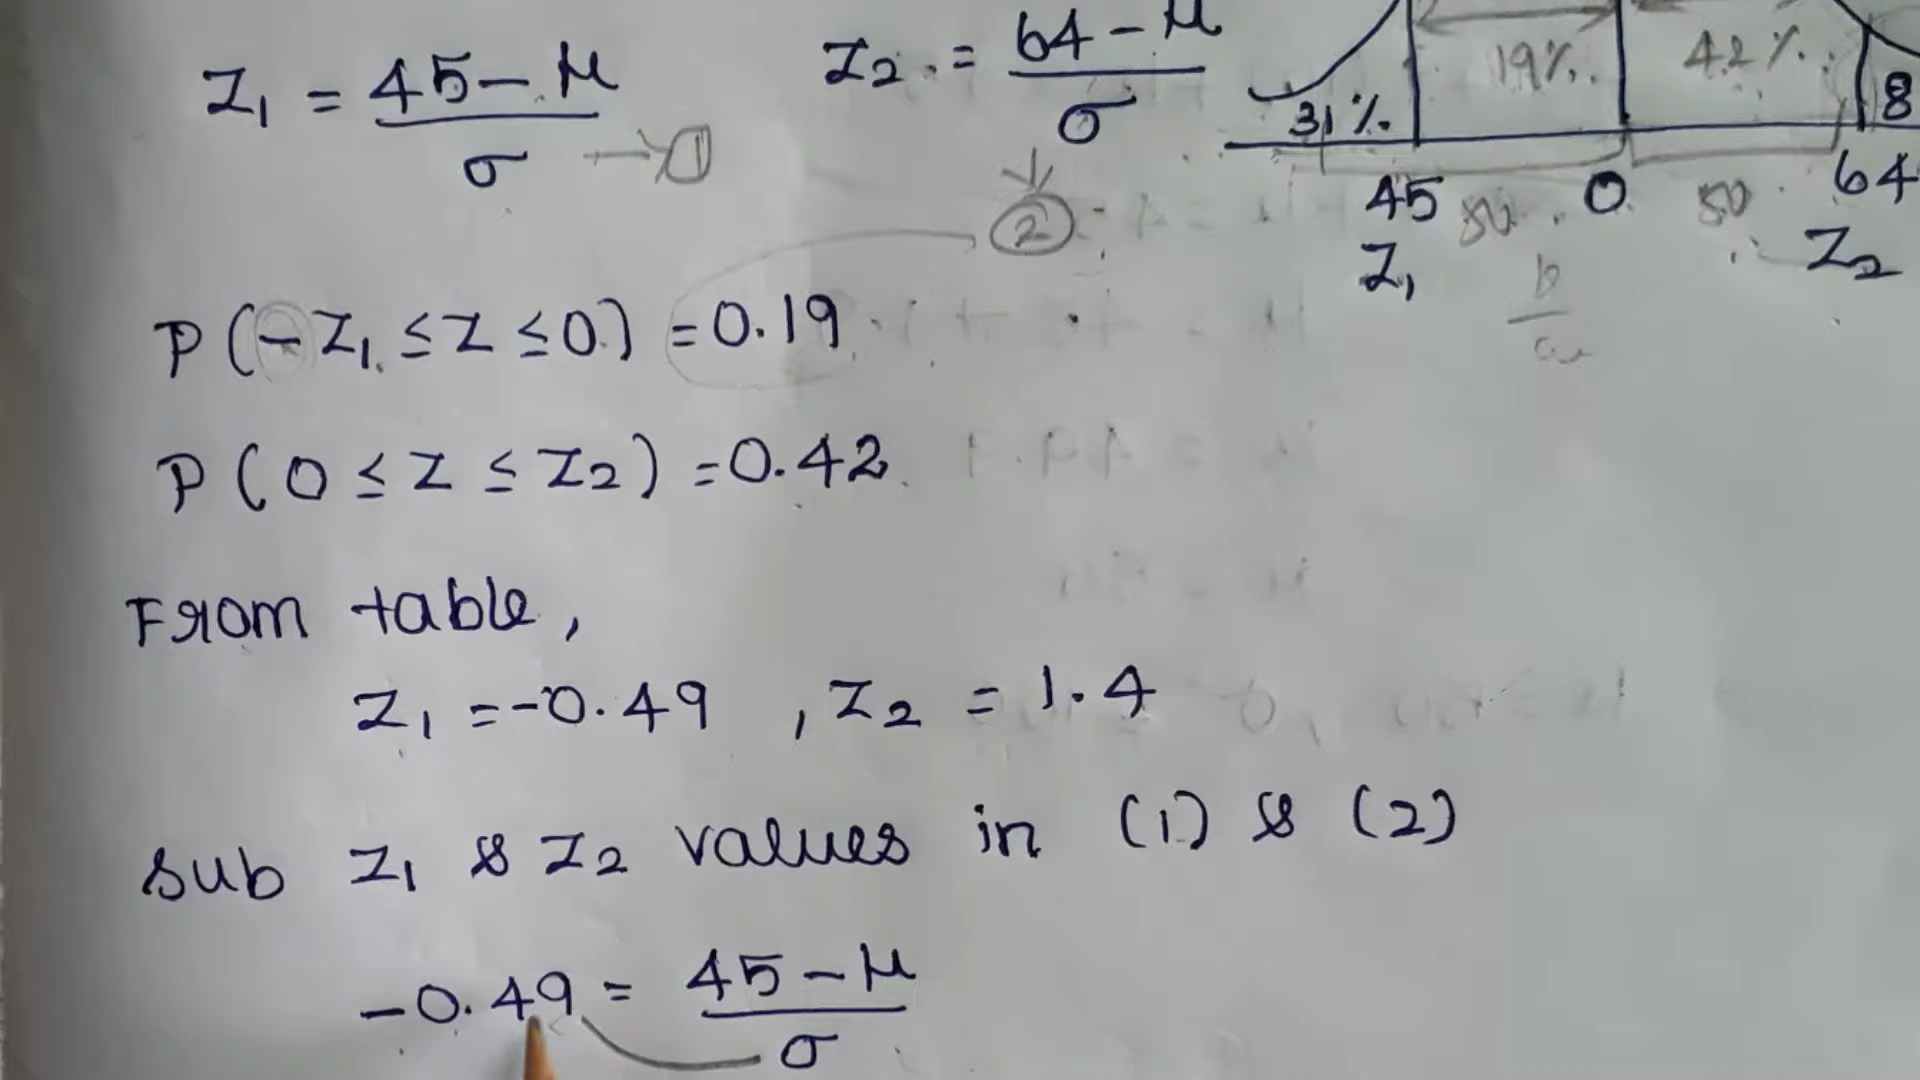 Z₁ = (45 - μ)/σ → ①
Z₂ = (64 - μ)/σ
②
31% 19% 42% 8
45 50 0 50 64
Z₁ Z₂
b/a
P(-Z₁ ≤ Z ≤ 0) = 0.19
P(0 ≤ Z ≤ Z₂) = 0.42
From table,
Z₁ = -0.49 , Z₂ = 1.4
Sub Z₁ & Z₂ values in (1) & (2)
-0.49 = (45 - μ)/σ